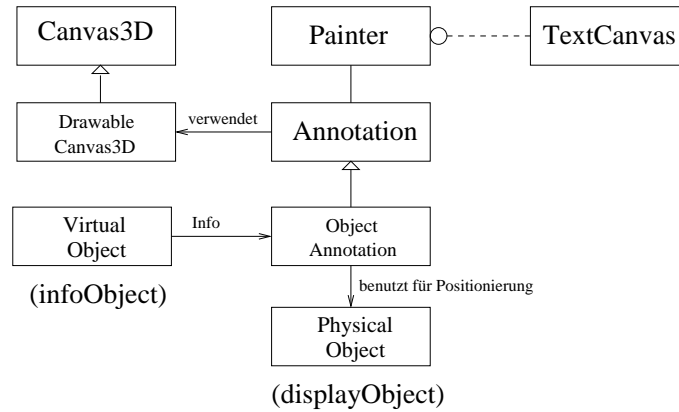 Canvas3D
Painter
TextCanvas
Drawable
Canvas3D
verwendet
Annotation
Virtual
Object
Info
Object
Annotation
(infoObject)
benutzt für Positionierung
Physical
Object
(displayObject)